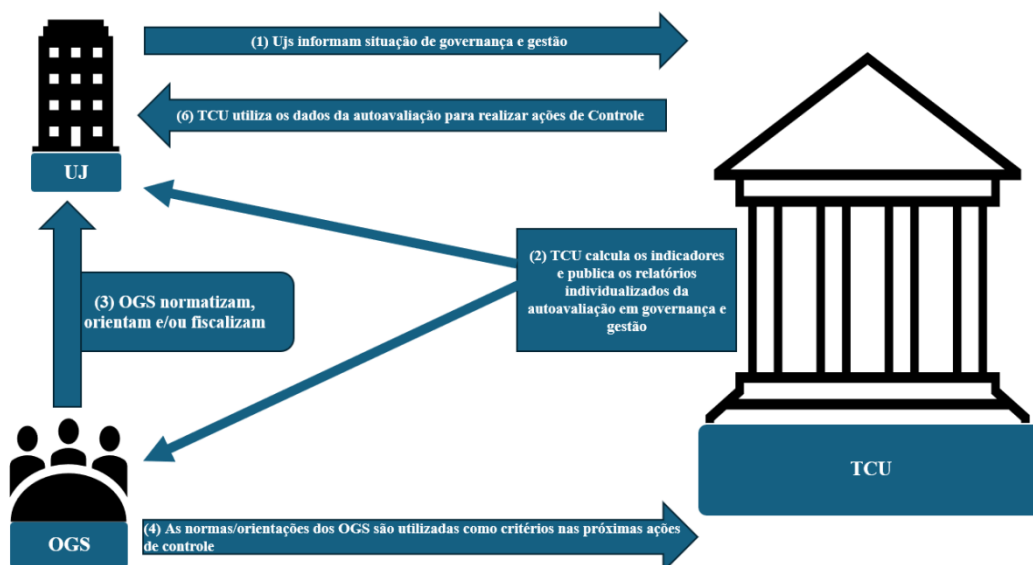 (1) Ujs informam situação de governança e gestão
(6) TCU utiliza os dados da autoavaliação para realizar ações de Controle
UJ
(2) TCU calcula os indicadores
e publica os relatórios
individualizados da
autoavaliação em governança e
gestão
(3) OGS normatizam,
orientam e/ou fiscalizam
TCU
OGS
(4) As normas/orientações dos OGS são utilizadas como critérios nas próximas ações
de controle